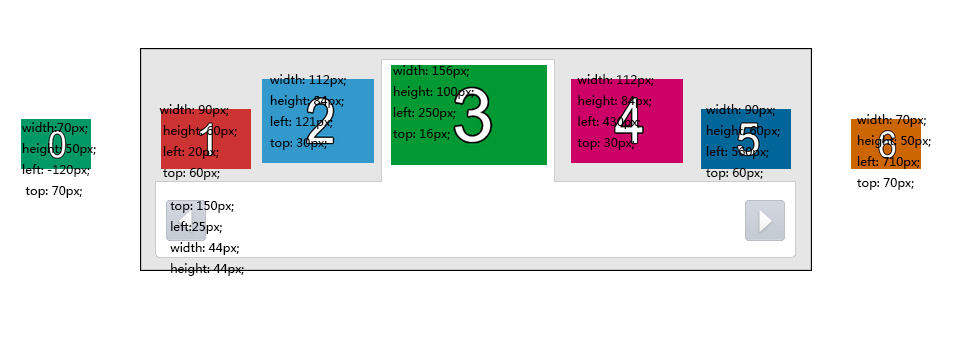 0
width:70px;
height:50px;
left: -120px;
top: 70px;
1
width: 90px;
height: 60px;
left: 20px;
top: 60px;
2
width: 112px;
height: 84px;
left: 121px;
top: 30px;
3
width: 156px;
height: 100px;
left: 250px;
top: 16px;
4
width: 112px;
height: 84px;
left: 430px;
top: 30px;
5
width: 90px;
height: 60px;
left: 560px;
top: 60px;
6
width: 70px;
height: 50px;
left: 710px;
top: 70px;
top: 150px;
left:25px;
width: 44px;
height: 44px;